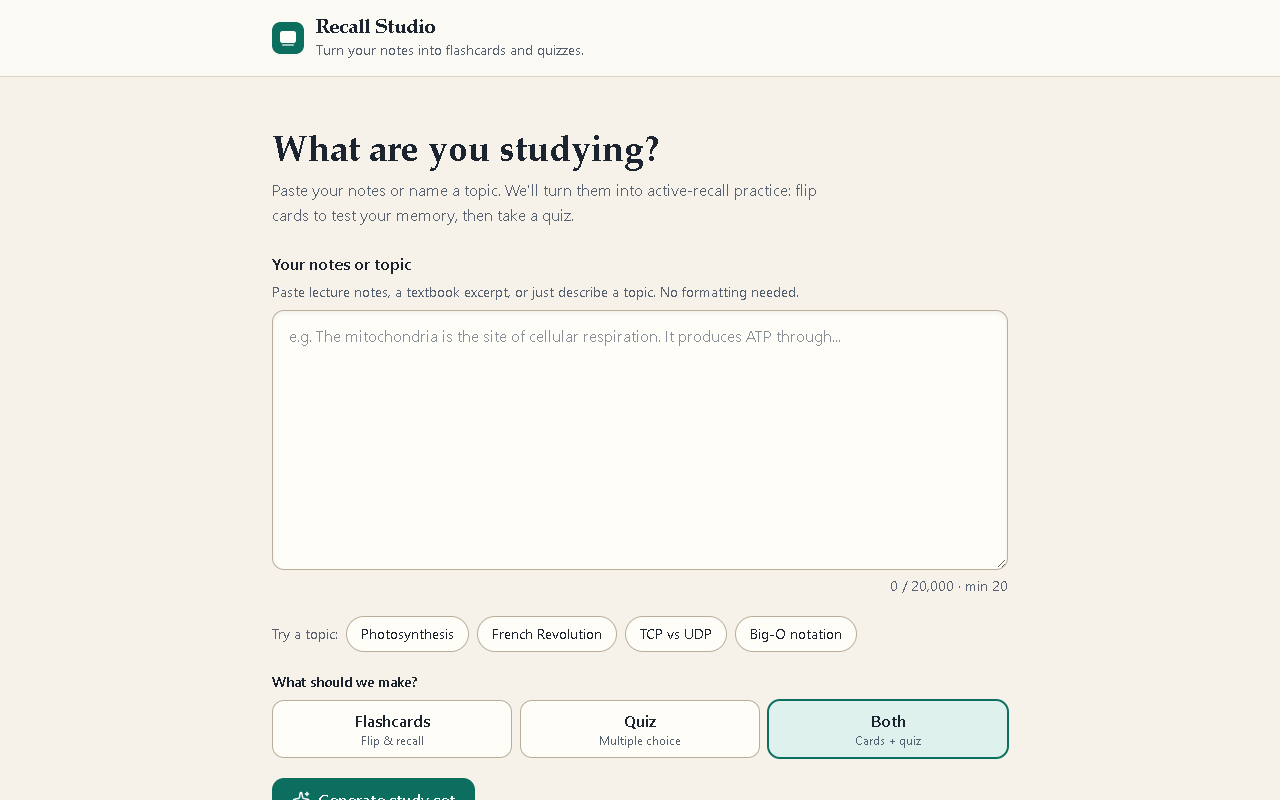 Recall Studio
Turn your notes into flashcards and quizzes.
What are you studying?
Paste your notes or name a topic. We'll turn them into active-recall practice: flip
cards to test your memory, then take a quiz.
Your notes or topic
Paste lecture notes, a textbook excerpt, or just describe a topic. No formatting needed.
e.g. The mitochondria is the site of cellular respiration. It produces ATP through...
0 / 20,000 · min 20
Try a topic: Photosynthesis French Revolution TCP vs UDP Big-O notation
What should we make?
Flashcards Quiz Both
Flip & recall Multiple choice Cards + quiz
Generate study set